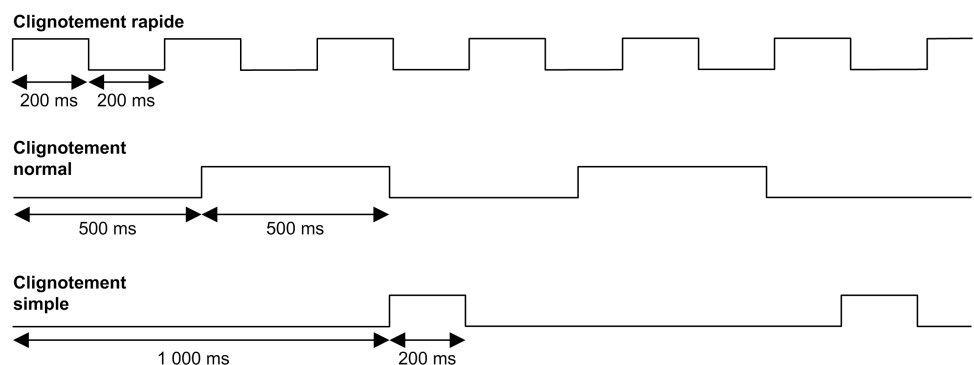 Clignotement rapide
200 ms 200 ms
Clignotement
normal
500 ms 500 ms
Clignotement
simple
1 000 ms 200 ms